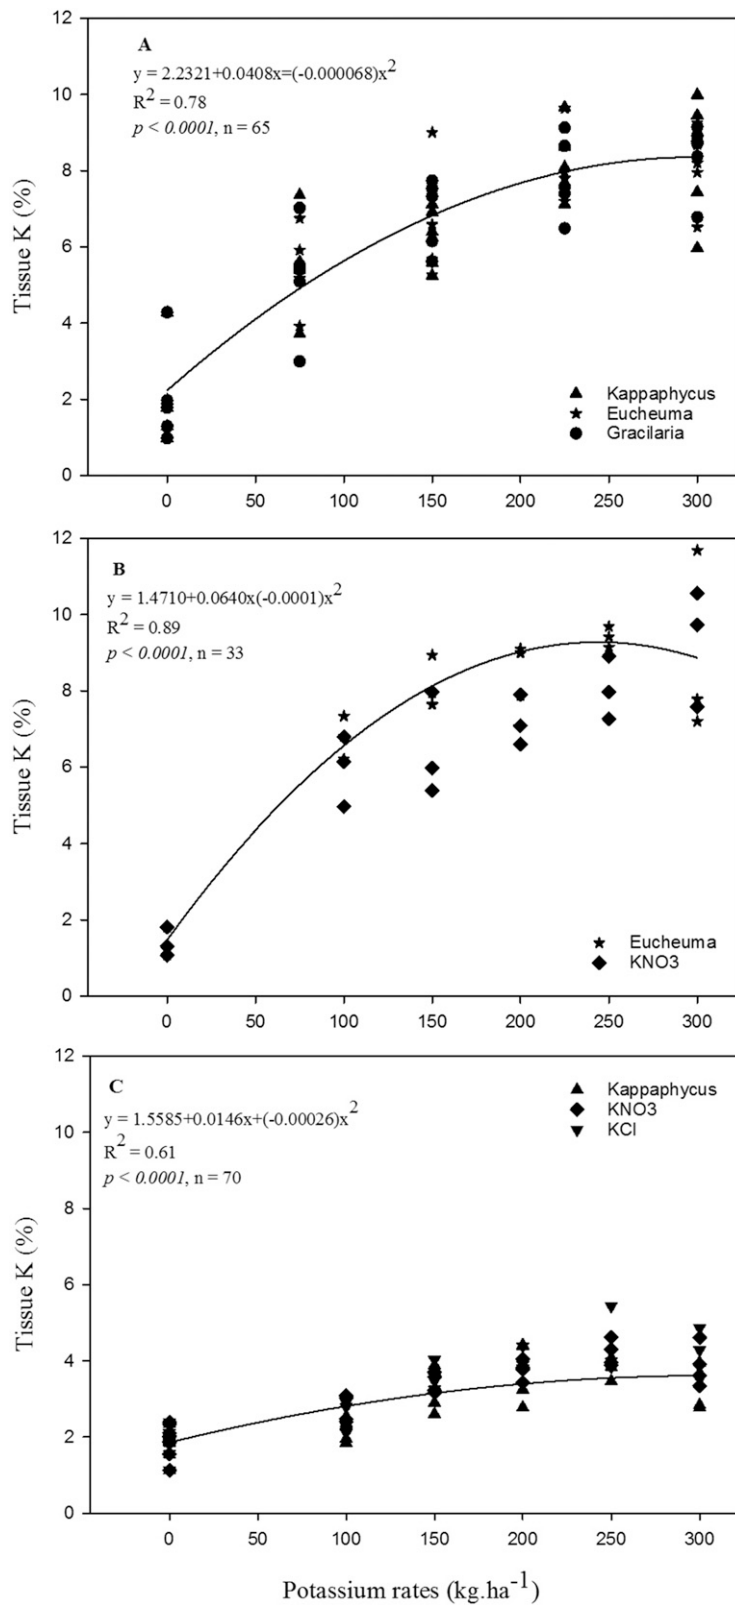 A
y = 2.2321+0.0408x=(-0.000068)x²
R² = 0.78
p < 0.0001, n = 65
Tissue K (%)
12
10
8
6
4
2
0
Kappaphycus
Eucheuma
Gracilaria
0 50 100 150 200 250 300
B
y = 1.4710+0.0640x(-0.0001)x²
R² = 0.89
p < 0.0001, n = 33
Tissue K (%)
12
10
8
6
4
2
0
Eucheuma
KNO3
0 50 100 150 200 250 300
C
y = 1.5585+0.0146x+(-0.00026)x²
R² = 0.61
p < 0.0001, n = 70
Kappaphycus
KNO3
KCl
Tissue K (%)
12
10
8
6
4
2
0
0 50 100 150 200 250 300
Potassium rates (kg.ha⁻¹)